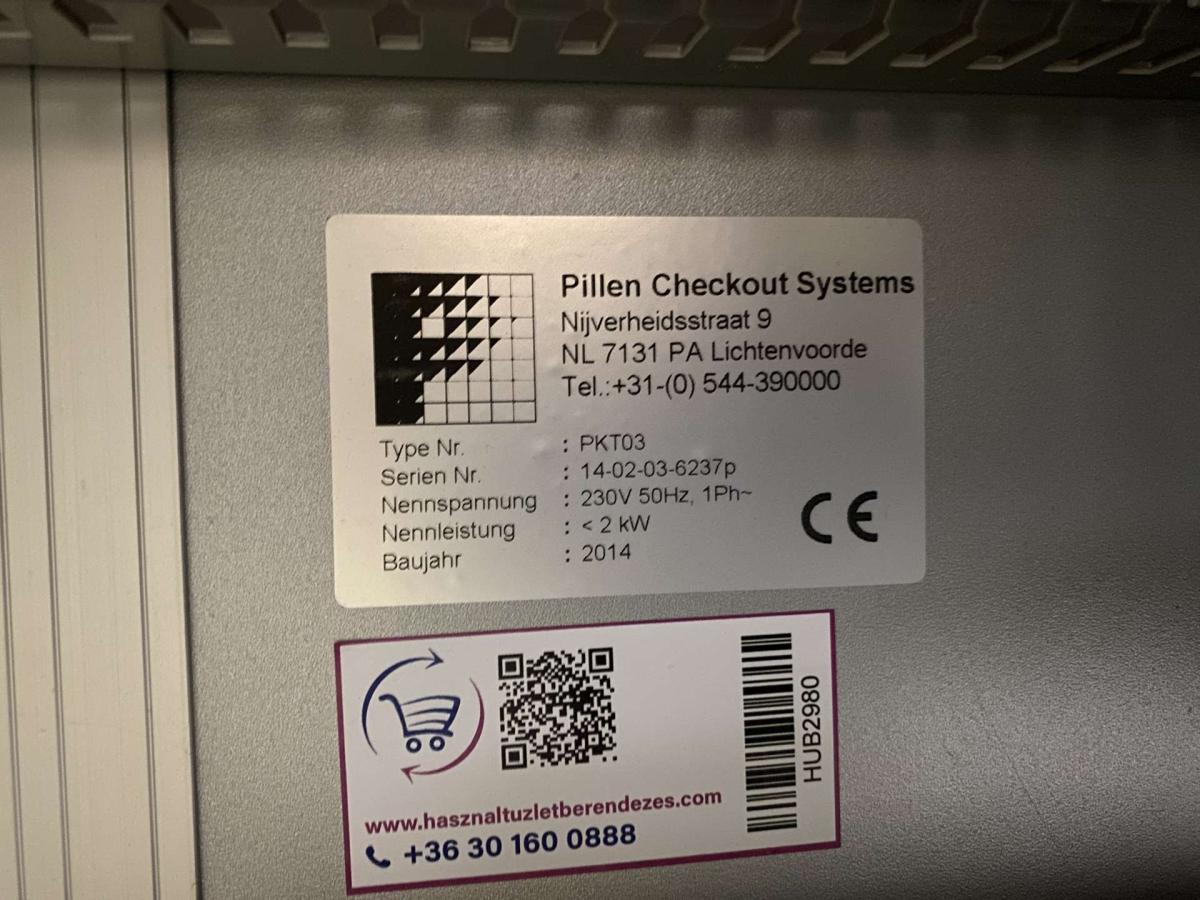 Pillen Checkout Systems
Nijverheidsstraat 9
NL 7131 PA Lichtenvoorde
Tel.:+31-(0) 544-390000
Type Nr. : PKT03
Serien Nr. : 14-02-03-6237p
Nennspannung : 230V 50Hz, 1Ph~
Nennleistung : < 2 kW
Baujahr : 2014
CE
HUB2980
www.hasznaltuzletberendezes.com
+36 30 160 0888